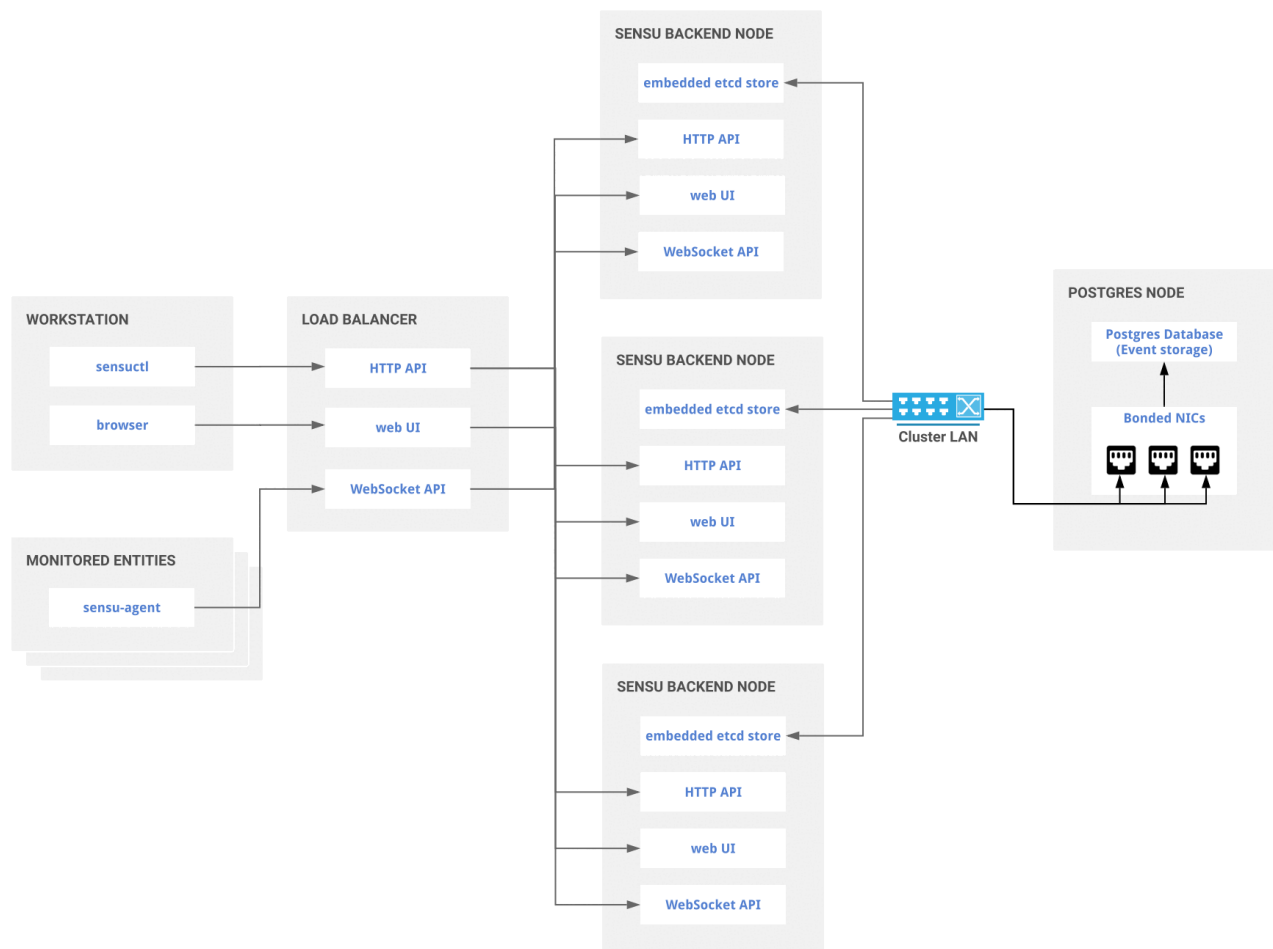 WORKSTATION
sensuctl
browser
MONITORED ENTITIES
sensu-agent
LOAD BALANCER
HTTP API
web UI
WebSocket API
SENSU BACKEND NODE
embedded etcd store
HTTP API
web UI
WebSocket API
SENSU BACKEND NODE
embedded etcd store
HTTP API
web UI
WebSocket API
SENSU BACKEND NODE
embedded etcd store
HTTP API
web UI
WebSocket API
Cluster LAN
POSTGRES NODE
Postgres Database
(Event storage)
Bonded NICs